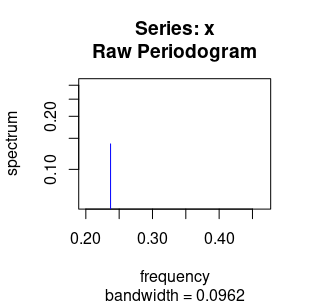 Series: x
Raw Periodogram
spectrum
0.20
0.10
0.20 0.30 0.40
frequency
bandwidth = 0.0962